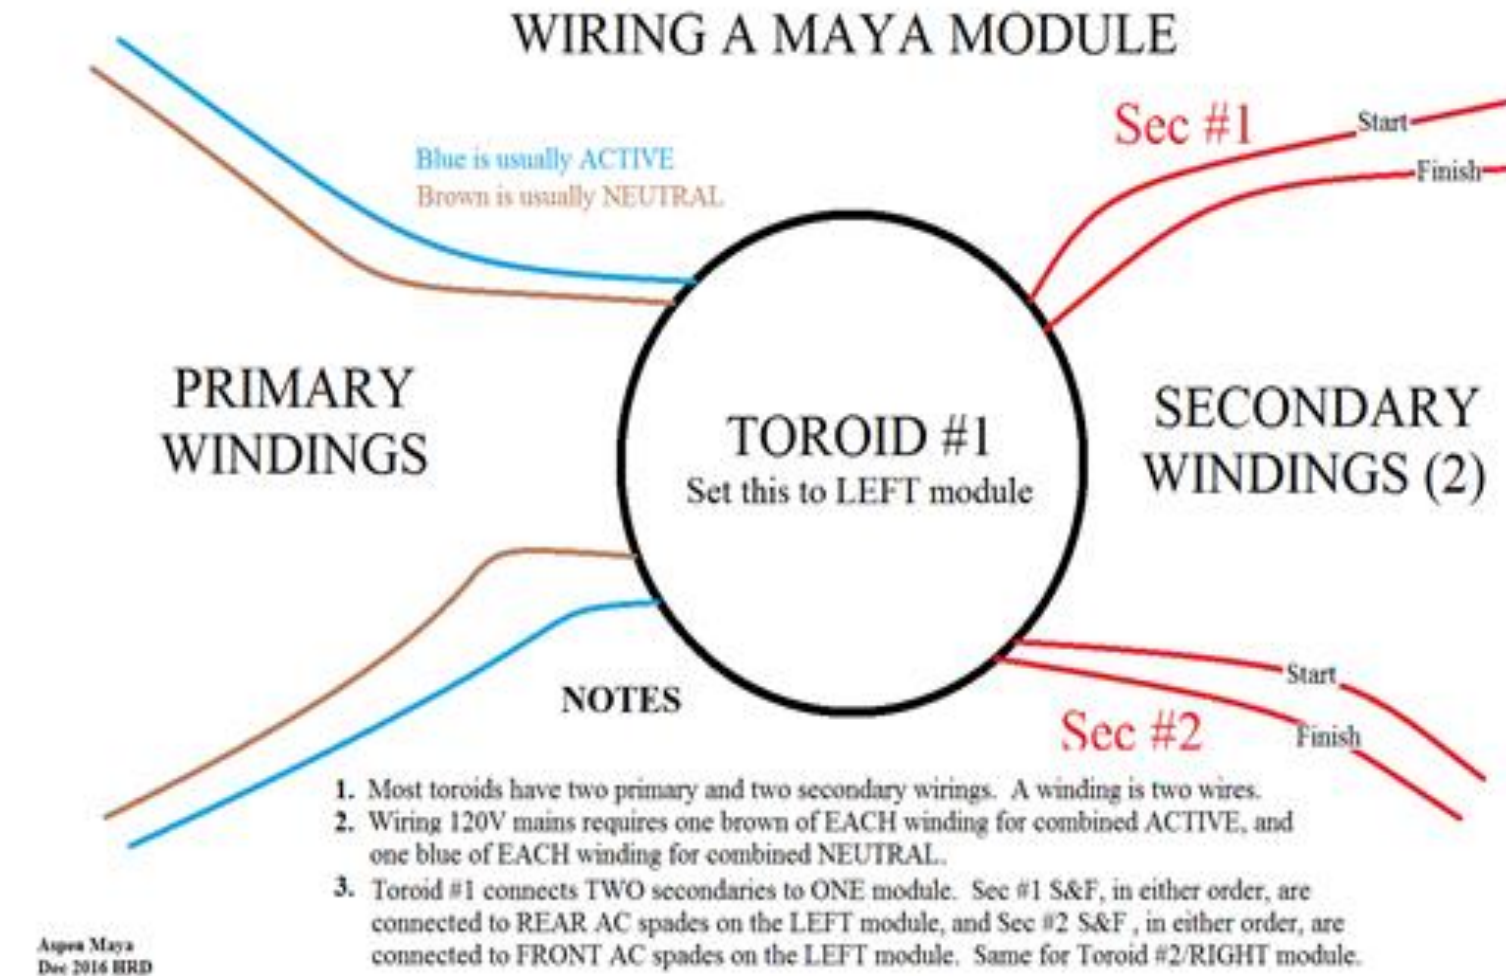 WIRING A MAYA MODULE
Sec #1
Start
Finish
Blue is usually ACTIVE
Brown is usually NEUTRAL
PRIMARY
WINDINGS
TOROID #1
Set this to LEFT module
SECONDARY
WINDINGS (2)
Start
Sec #2
Finish
NOTES
1. Most toroids have two primary and two secondary wirings. A winding is two wires.
2. Wiring 120V mains requires one brown of EACH winding for combined ACTIVE, and
one blue of EACH winding for combined NEUTRAL.
3. Toroid #1 connects TWO secondaries to ONE module. Sec #1 S&F, in either order, are
connected to REAR AC spades on the LEFT module, and Sec #2 S&F , in either order, are
connected to FRONT AC spades on the LEFT module. Same for Toroid #2/RIGHT module.
Aspen Maya
Dec 2016 HRD